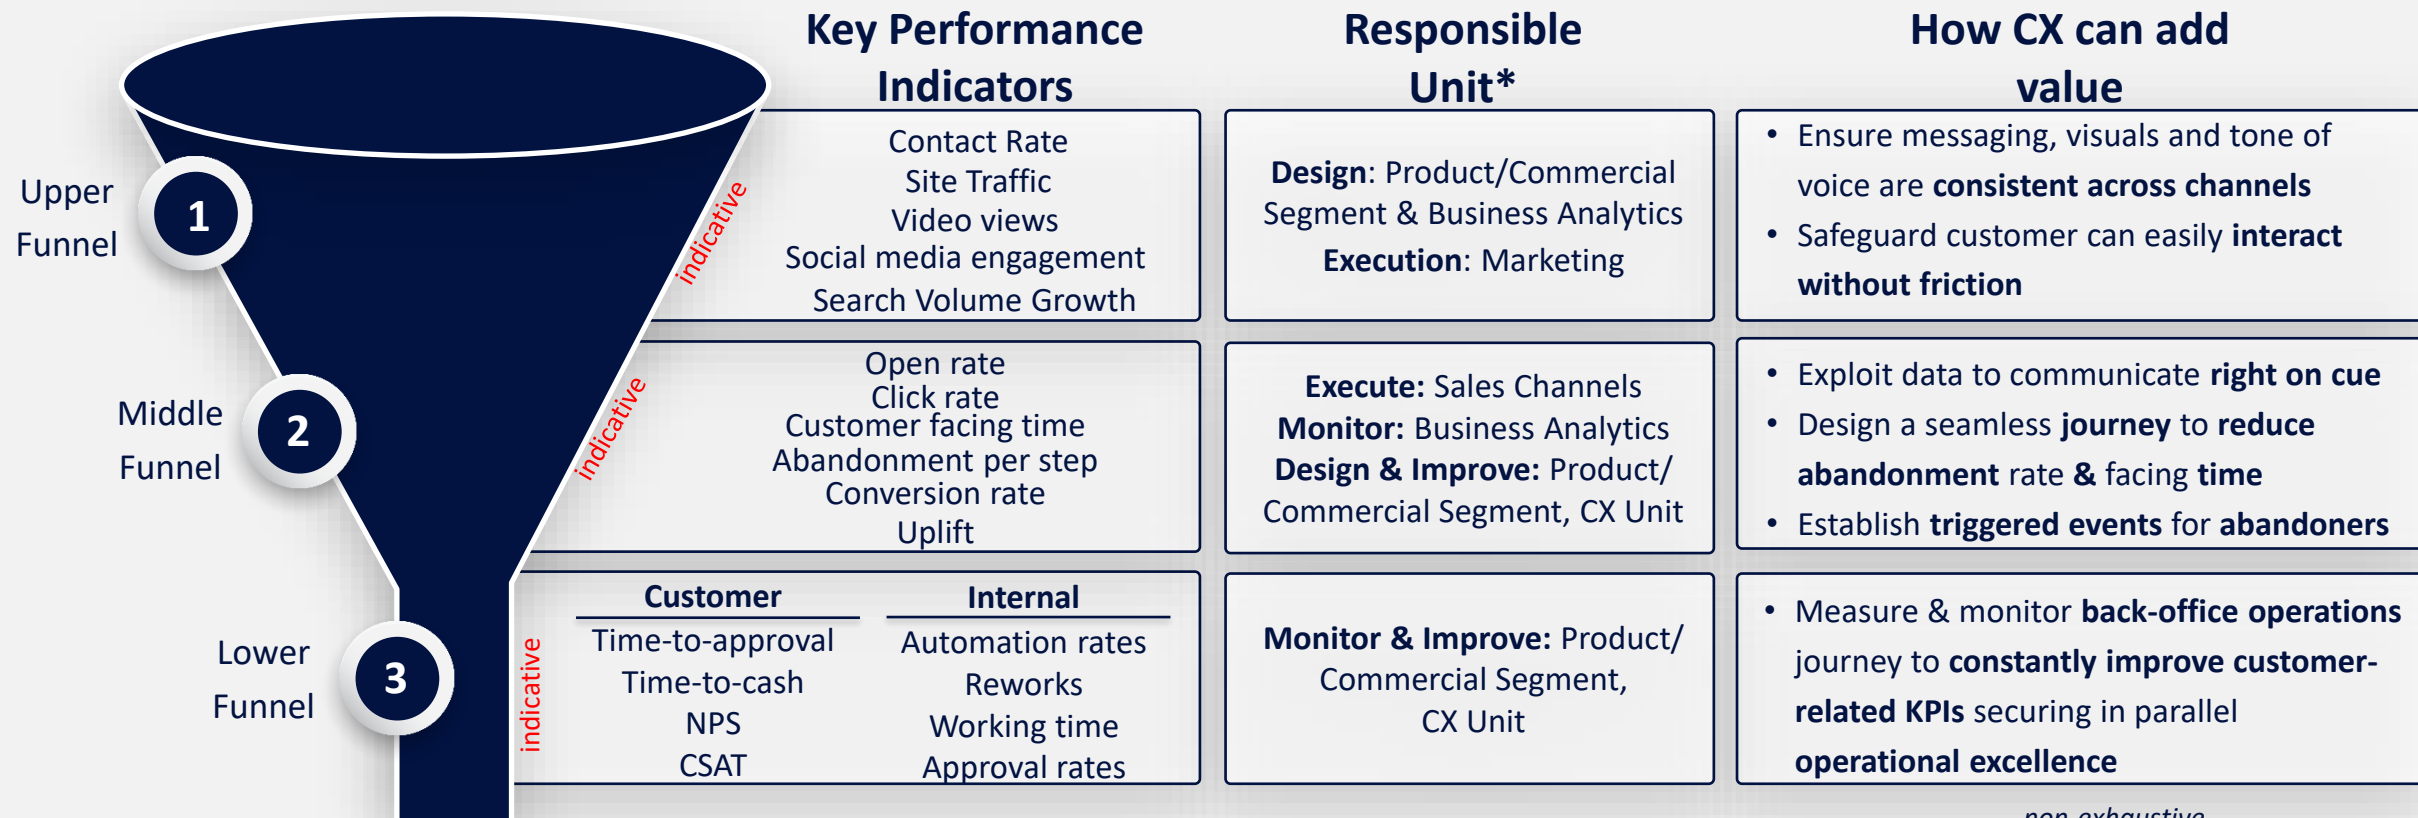 Key Performance
Indicators
Responsible
Unit*
How CX can add
value
Upper
Funnel
1
indicative
Contact Rate
Site Traffic
Video views
Social media engagement
Search Volume Growth
Design: Product/Commercial
Segment & Business Analytics
Execution: Marketing
• Ensure messaging, visuals and tone of
voice are consistent across channels
• Safeguard customer can easily interact
without friction
Middle
Funnel
2
indicative
Open rate
Click rate
Customer facing time
Abandonment per step
Conversion rate
Uplift
Execute: Sales Channels
Monitor: Business Analytics
Design & Improve: Product/
Commercial Segment, CX Unit
• Exploit data to communicate right on cue
• Design a seamless journey to reduce
abandonment rate & facing time
• Establish triggered events for abandoners
Lower
Funnel
3
indicative
Customer
Time-to-approval
Time-to-cash
NPS
CSAT
Internal
Automation rates
Reworks
Working time
Approval rates
Monitor & Improve: Product/
Commercial Segment,
CX Unit
• Measure & monitor back-office operations
journey to constantly improve customer-
related KPIs securing in parallel
operational excellence
non-exhaustive